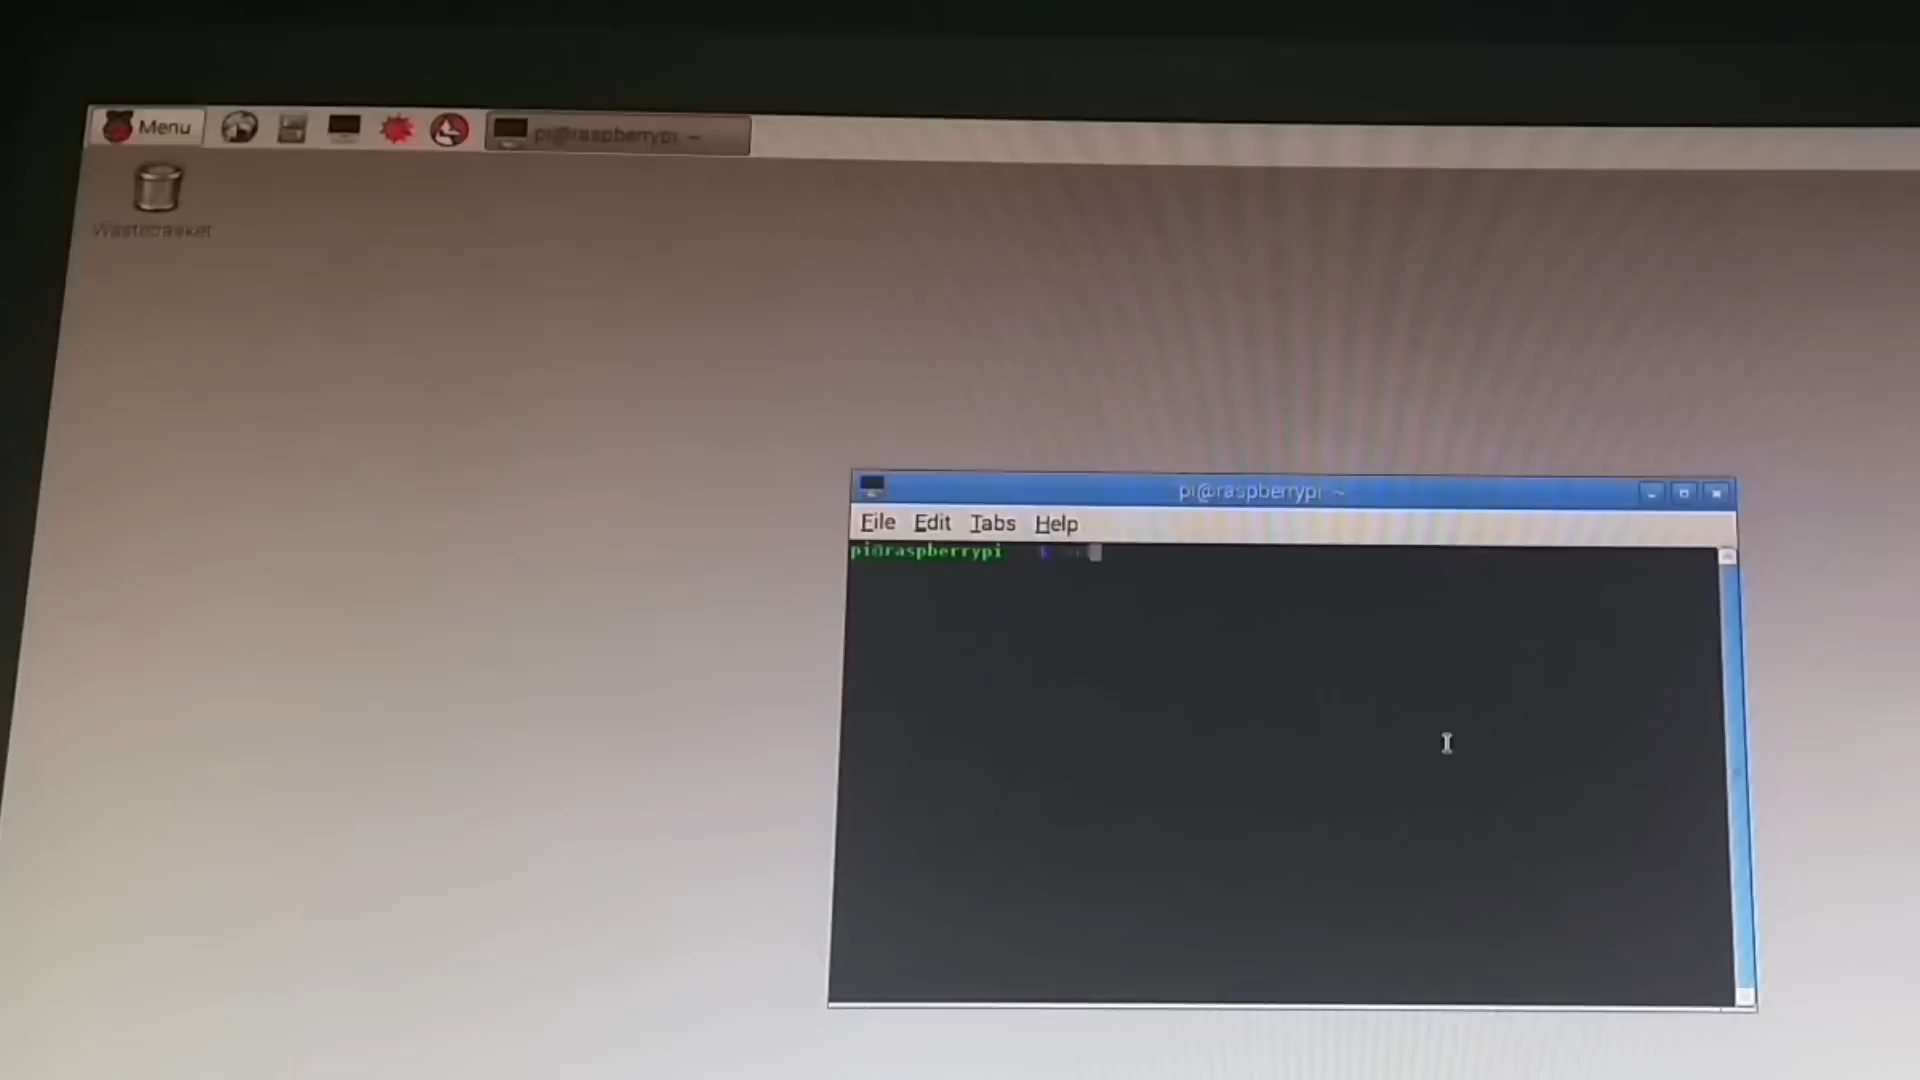 Menu
pi@raspberrypi: ~
Wastebasket
pi@raspberrypi: ~
File Edit Tabs Help
pi@raspberrypi $